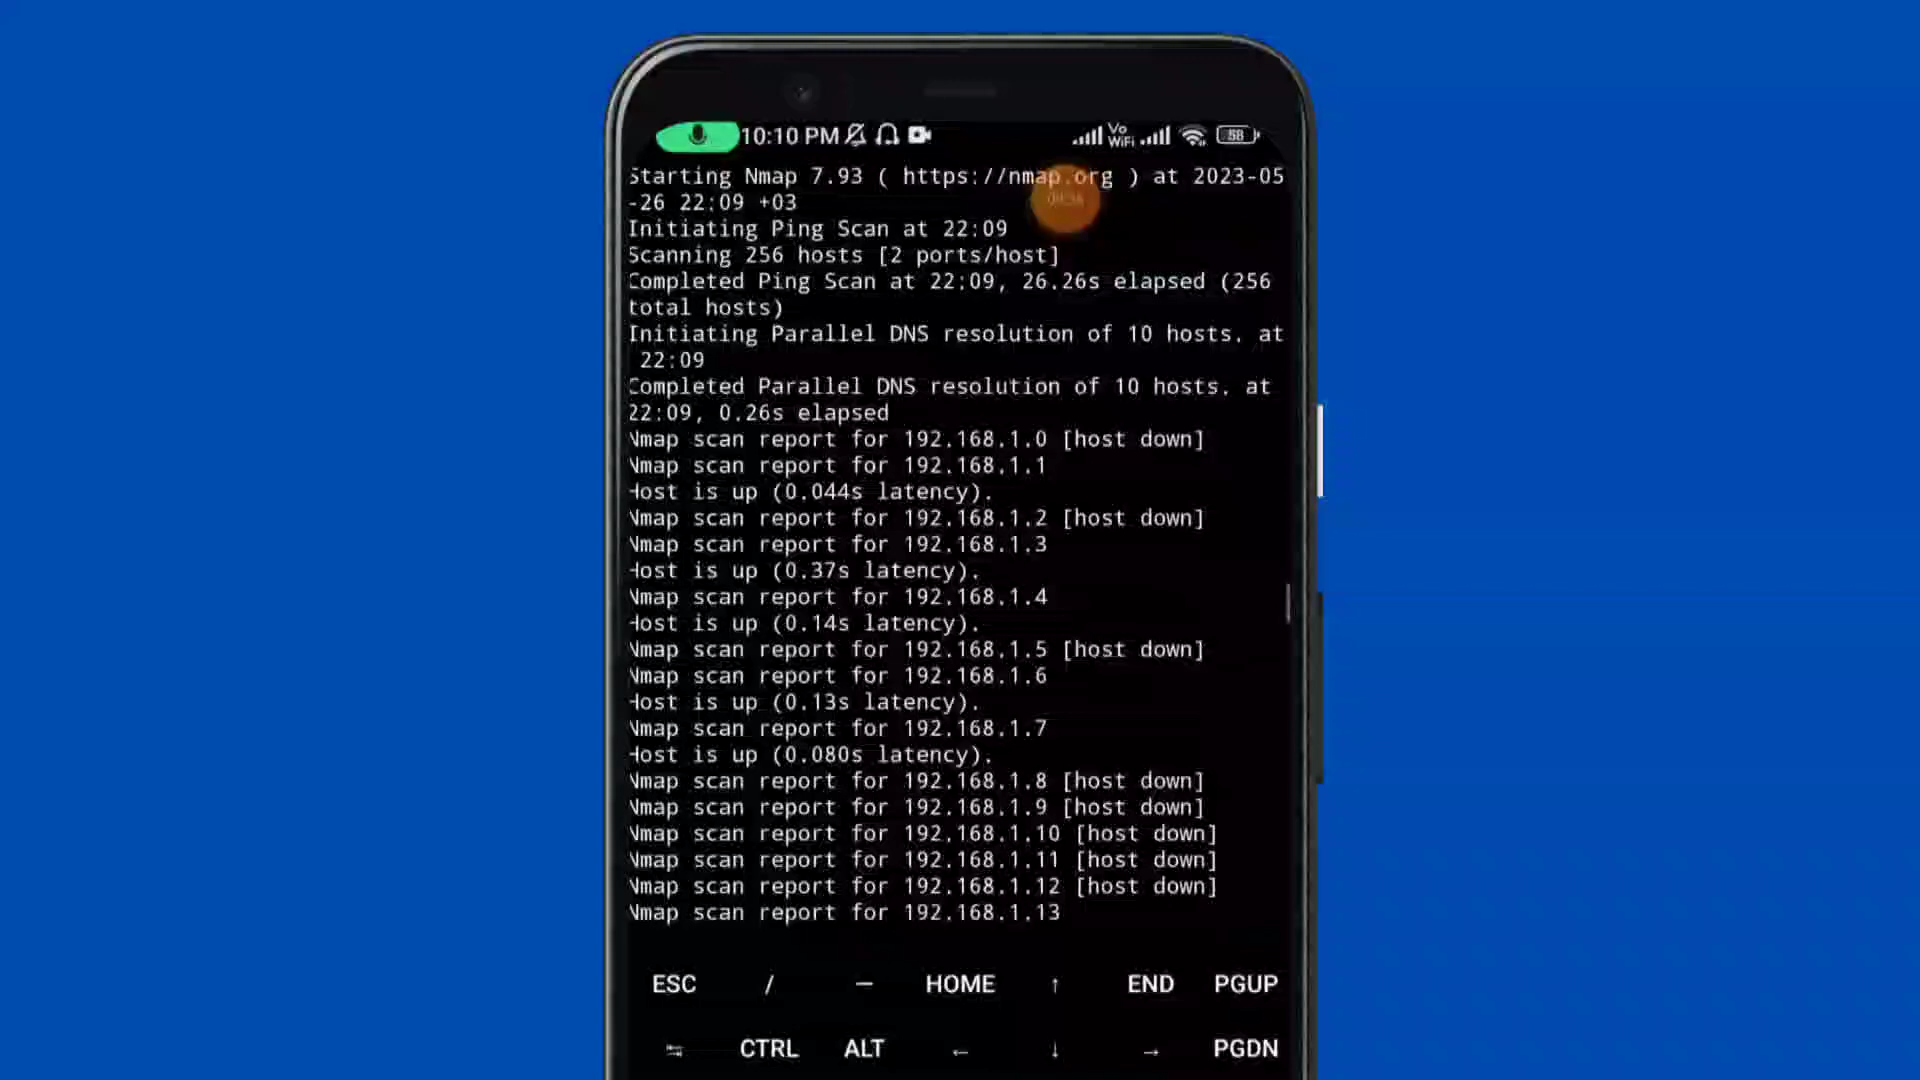 10:10 PM Vo WiFi 58
Starting Nmap 7.93 ( https://nmap.org ) at 2023-05
-26 22:09 +03
Initiating Ping Scan at 22:09
Scanning 256 hosts [2 ports/host]
Completed Ping Scan at 22:09, 26.26s elapsed (256
total hosts)
Initiating Parallel DNS resolution of 10 hosts. at
22:09
Completed Parallel DNS resolution of 10 hosts. at
22:09, 0.26s elapsed
Nmap scan report for 192.168.1.0 [host down]
Nmap scan report for 192.168.1.1
Host is up (0.044s latency).
Nmap scan report for 192.168.1.2 [host down]
Nmap scan report for 192.168.1.3
Host is up (0.37s latency).
Nmap scan report for 192.168.1.4
Host is up (0.14s latency).
Nmap scan report for 192.168.1.5 [host down]
Nmap scan report for 192.168.1.6
Host is up (0.13s latency).
Nmap scan report for 192.168.1.7
Host is up (0.080s latency).
Nmap scan report for 192.168.1.8 [host down]
Nmap scan report for 192.168.1.9 [host down]
Nmap scan report for 192.168.1.10 [host down]
Nmap scan report for 192.168.1.11 [host down]
Nmap scan report for 192.168.1.12 [host down]
Nmap scan report for 192.168.1.13
ESC / — HOME ↑ END PGUP
↹ CTRL ALT ← ↓ → PGDN